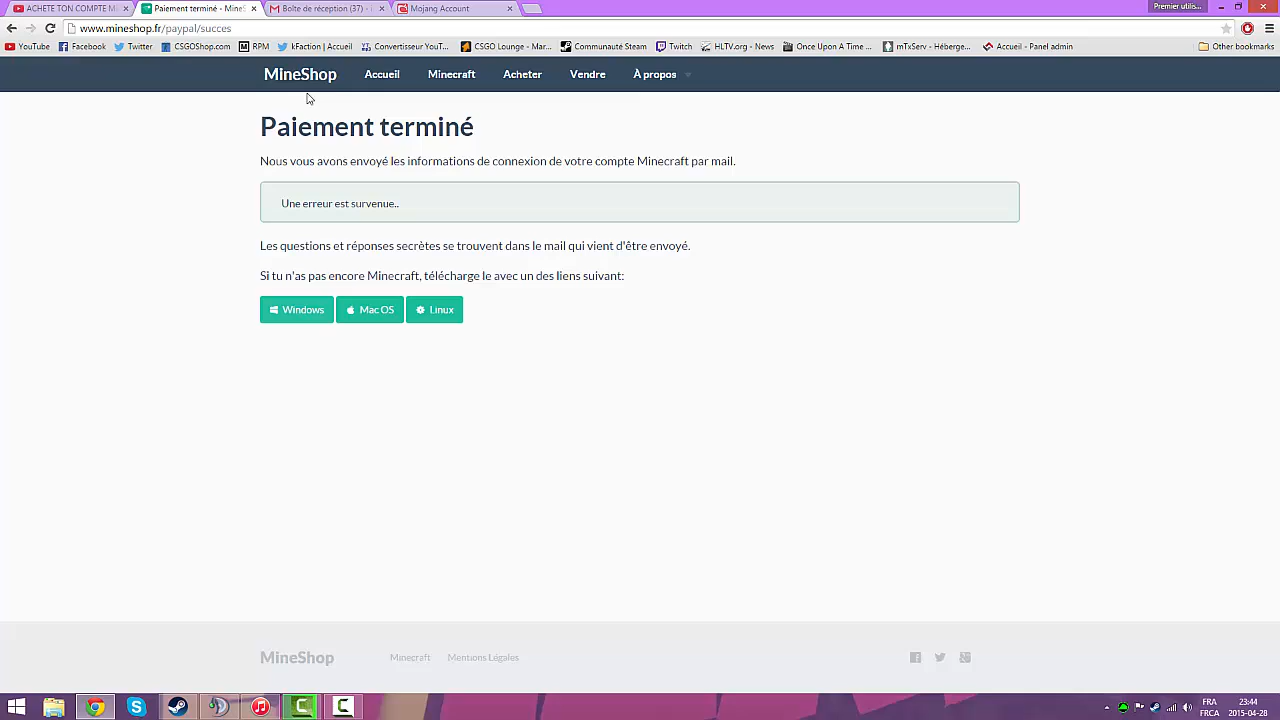 ACHETE TON COMPTE M
Paiement terminé - MineS
Boîte de réception (37) -
Mojang Account
Premier utilis...
www.mineshop.fr/paypal/succes
YouTube
Facebook
Twitter
CSGOShop.com
RPM
kFaction | Accueil
Convertisseur You...
CSGO Lounge - Mar...
Communauté Steam
Twitch
HLTV.org - News
Once Upon A Time ...
mTxServ - Héberge...
Accueil - Panel admin
Other bookmarks
MineShop
Accueil
Minecraft
Acheter
Vendre
À propos
Paiement terminé
Nous vous avons envoyé les informations de connexion de votre compte Minecraft par mail.
Une erreur est survenue..
Les questions et réponses secrètes se trouvent dans le mail qui vient d'être envoyé.
Si tu n'as pas encore Minecraft, télécharge le avec un des liens suivant:
Windows
Mac OS
Linux
MineShop
Minecraft
Mentions Légales
FRA
FRCA
23:44
2015-04-28